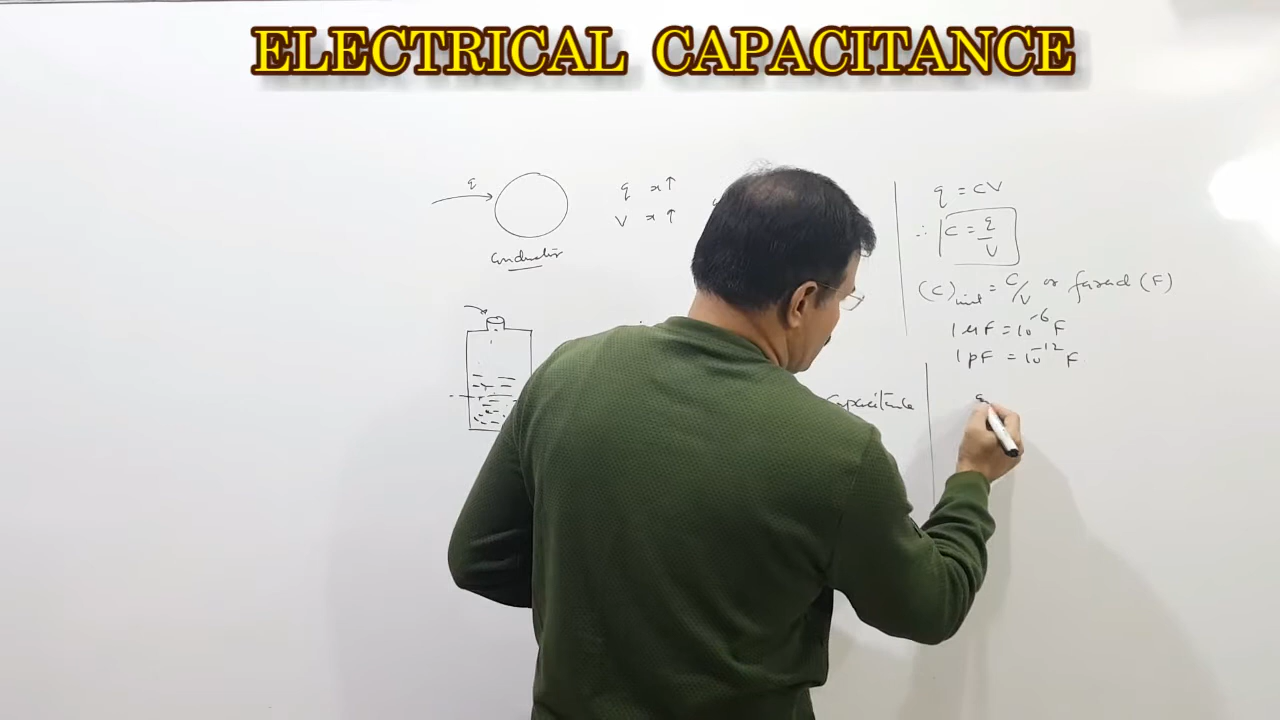 ELECTRICAL CAPACITANCE
q
q x↑
V x↑
Conductor
Capacitance
q = CV
∴ C = q/V
(C)unit = C/V or farad (F)
1 μF = 10⁻⁶ F
1 pF = 10⁻¹² F